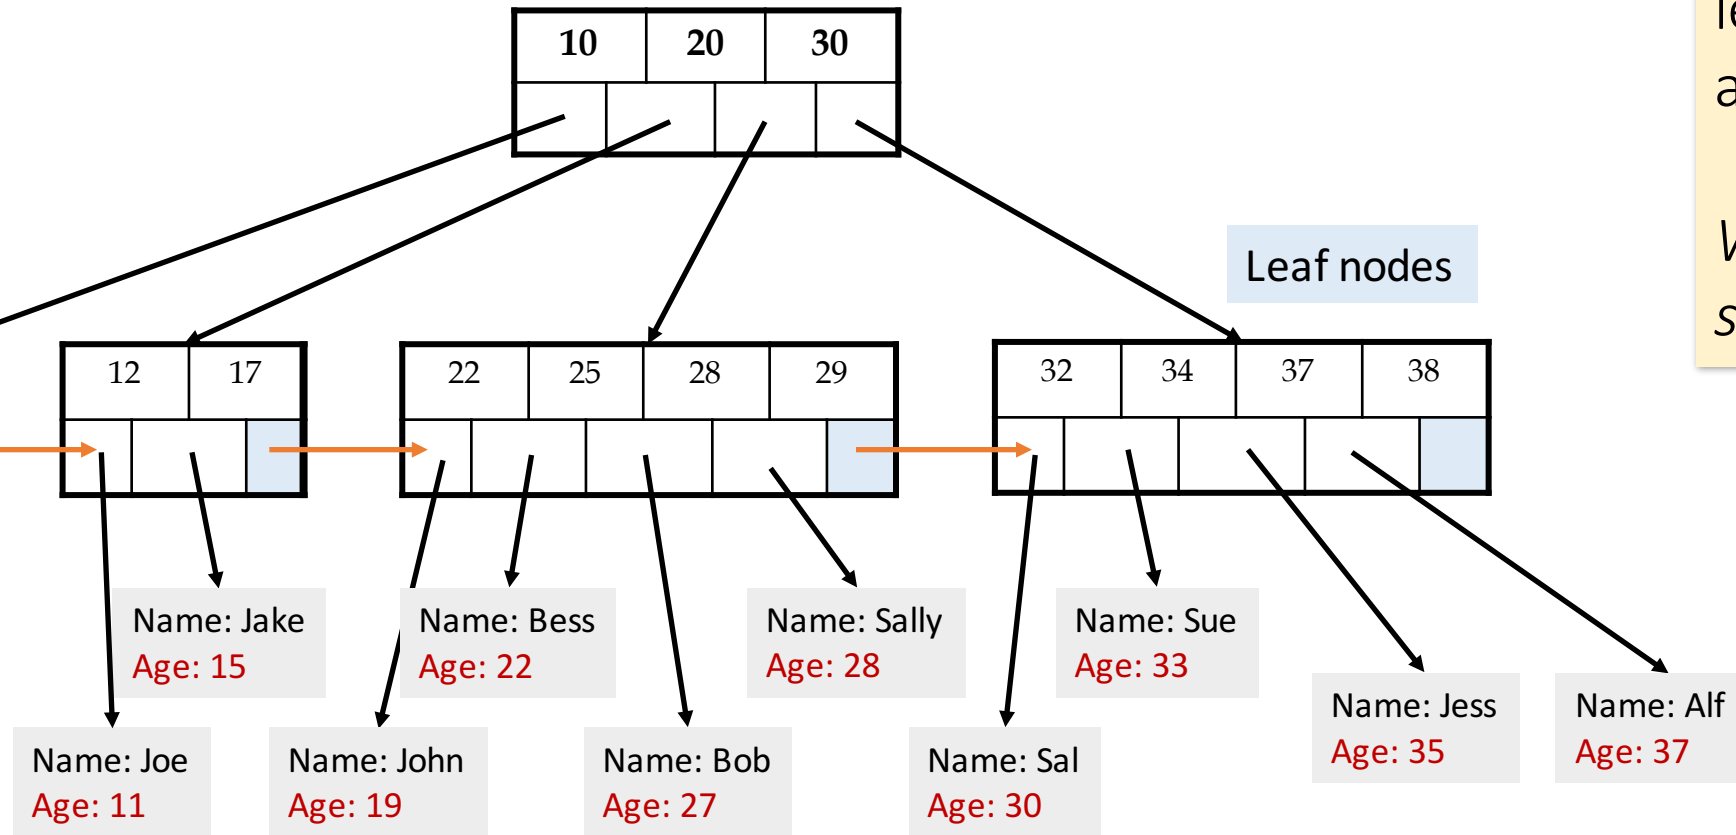 10 20 30
le
a
V
s
Leaf nodes
12 17
22 25 28 29
32 34 37 38
Name: Jake
Age: 15
Name: Bess
Age: 22
Name: Sally
Age: 28
Name: Sue
Age: 33
Name: Jess
Age: 35
Name: Alf
Age: 37
Name: Joe
Age: 11
Name: John
Age: 19
Name: Bob
Age: 27
Name: Sal
Age: 30